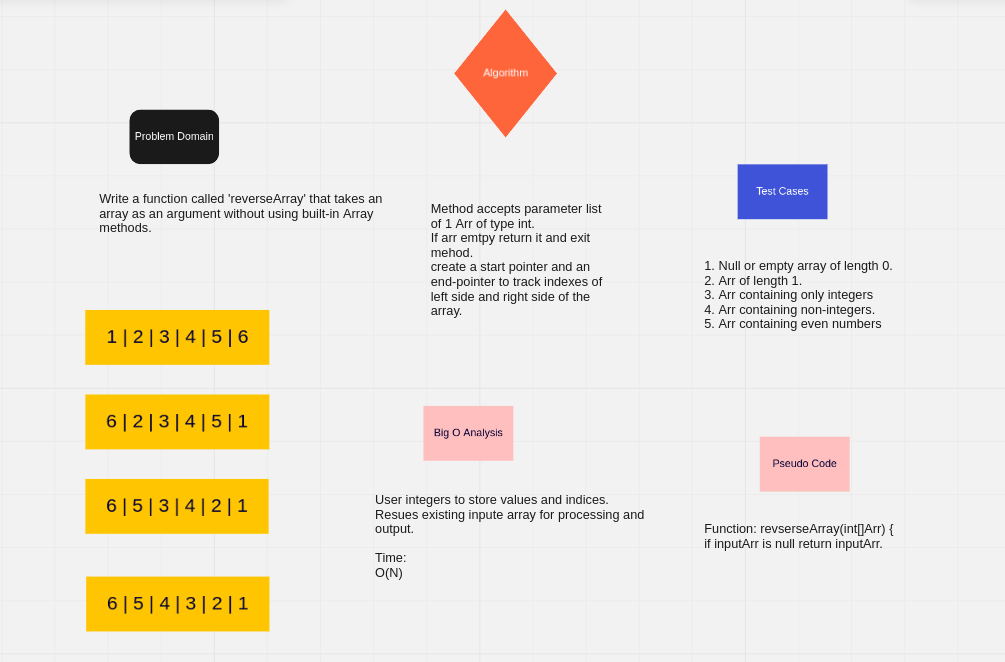 Algorithm
Problem Domain
Write a function called 'reverseArray' that takes an
array as an argument without using built-in Array
methods.
1 | 2 | 3 | 4 | 5 | 6
6 | 2 | 3 | 4 | 5 | 1
6 | 5 | 3 | 4 | 2 | 1
6 | 5 | 4 | 3 | 2 | 1
Method accepts parameter list
of 1 Arr of type int.
If arr emtpy return it and exit
mehod.
create a start pointer and an
end-pointer to track indexes of
left side and right side of the
array.
Big O Analysis
User integers to store values and indices.
Resues existing inpute array for processing and
output.
Time:
O(N)
Test Cases
1. Null or empty array of length 0.
2. Arr of length 1.
3. Arr containing only integers
4. Arr containing non-integers.
5. Arr containing even numbers
Pseudo Code
Function: revserseArray(int[]Arr) {
if inputArr is null return inputArr.